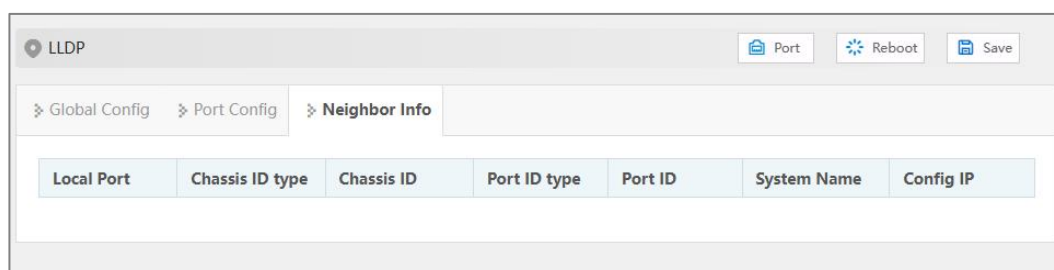 LLDP Port Reboot Save
Global Config Port Config Neighbor Info
Local Port Chassis ID type Chassis ID Port ID type Port ID System Name Config IP